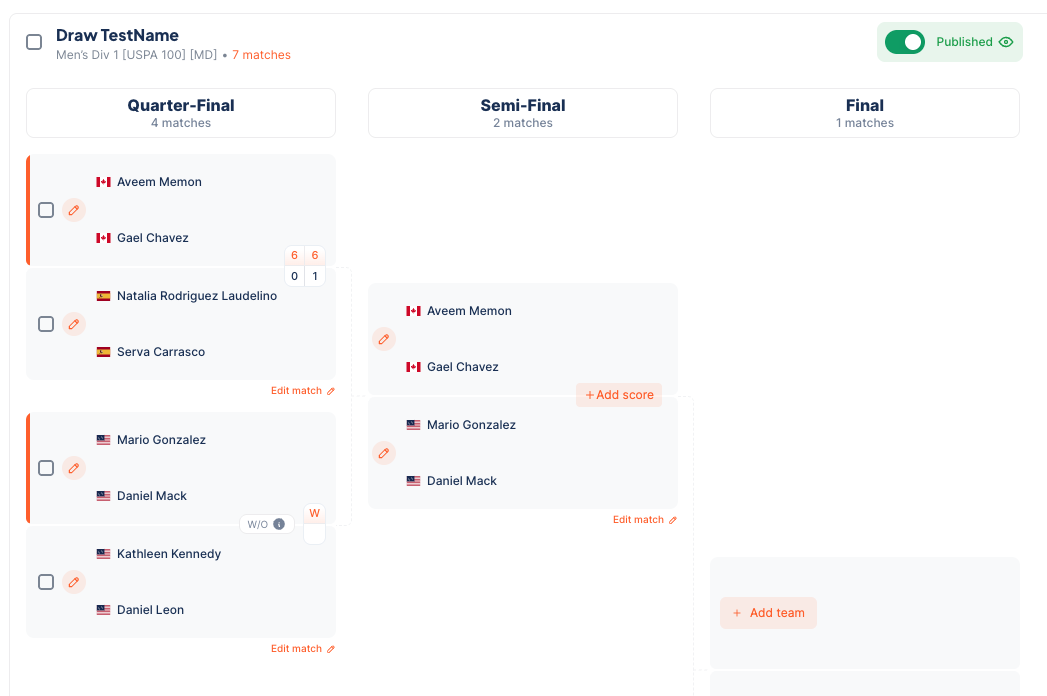 Draw TestName
Men's Div 1 [USPA 100] [MD] • 7 matches
Published
Quarter-Final
4 matches
Semi-Final
2 matches
Final
1 matches
Aveem Memon
Gael Chavez
6 6
0 1
Natalia Rodriguez Laudelino
Serva Carrasco
Edit match
Mario Gonzalez
Daniel Mack
W/O W
Kathleen Kennedy
Daniel Leon
Edit match
Aveem Memon
Gael Chavez
+ Add score
Mario Gonzalez
Daniel Mack
Edit match
+ Add team